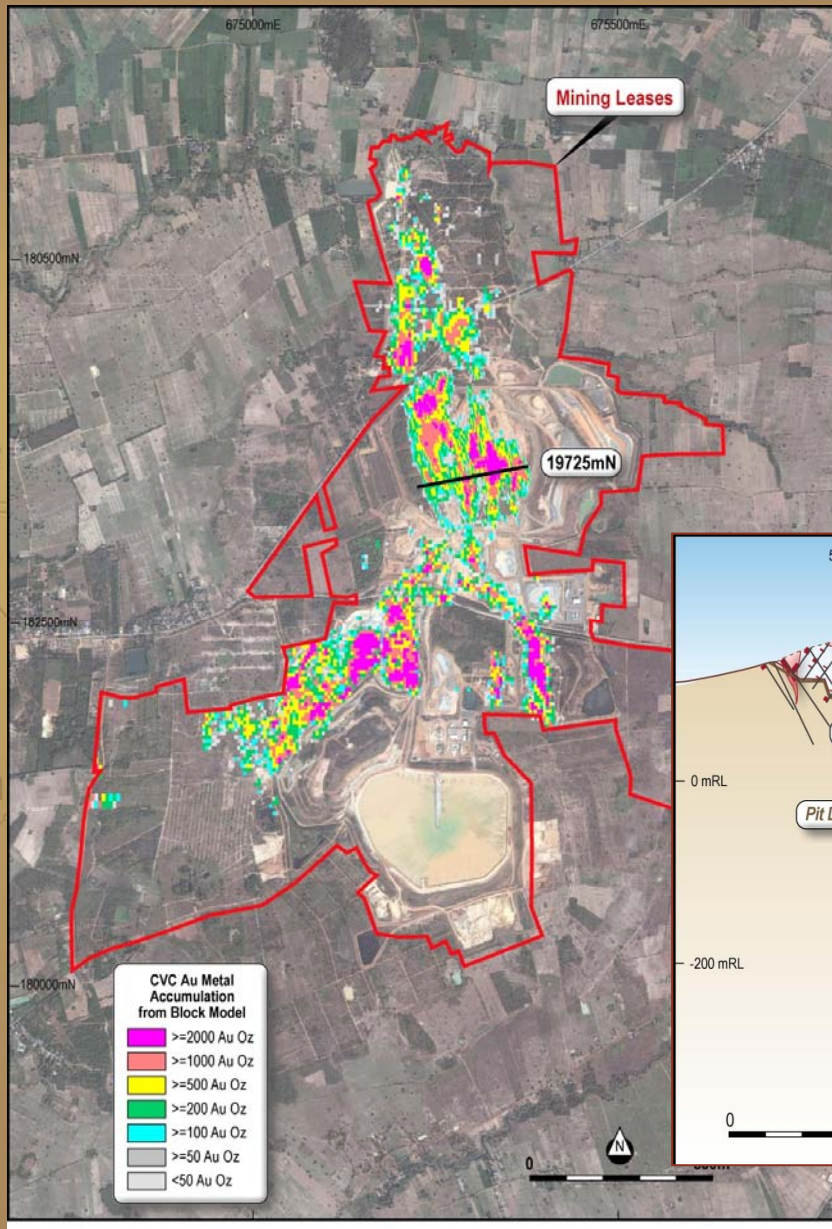 675000mE
675500mE
Mining Leases
180500mN
19725mN
182500mN
0 mRL
-200 mRL
0
180000mN
CVC Au Metal
Accumulation
from Block Model
>=2000 Au Oz
>=1000 Au Oz
>=500 Au Oz
>=200 Au Oz
>=100 Au Oz
>=50 Au Oz
<50 Au Oz
N
0